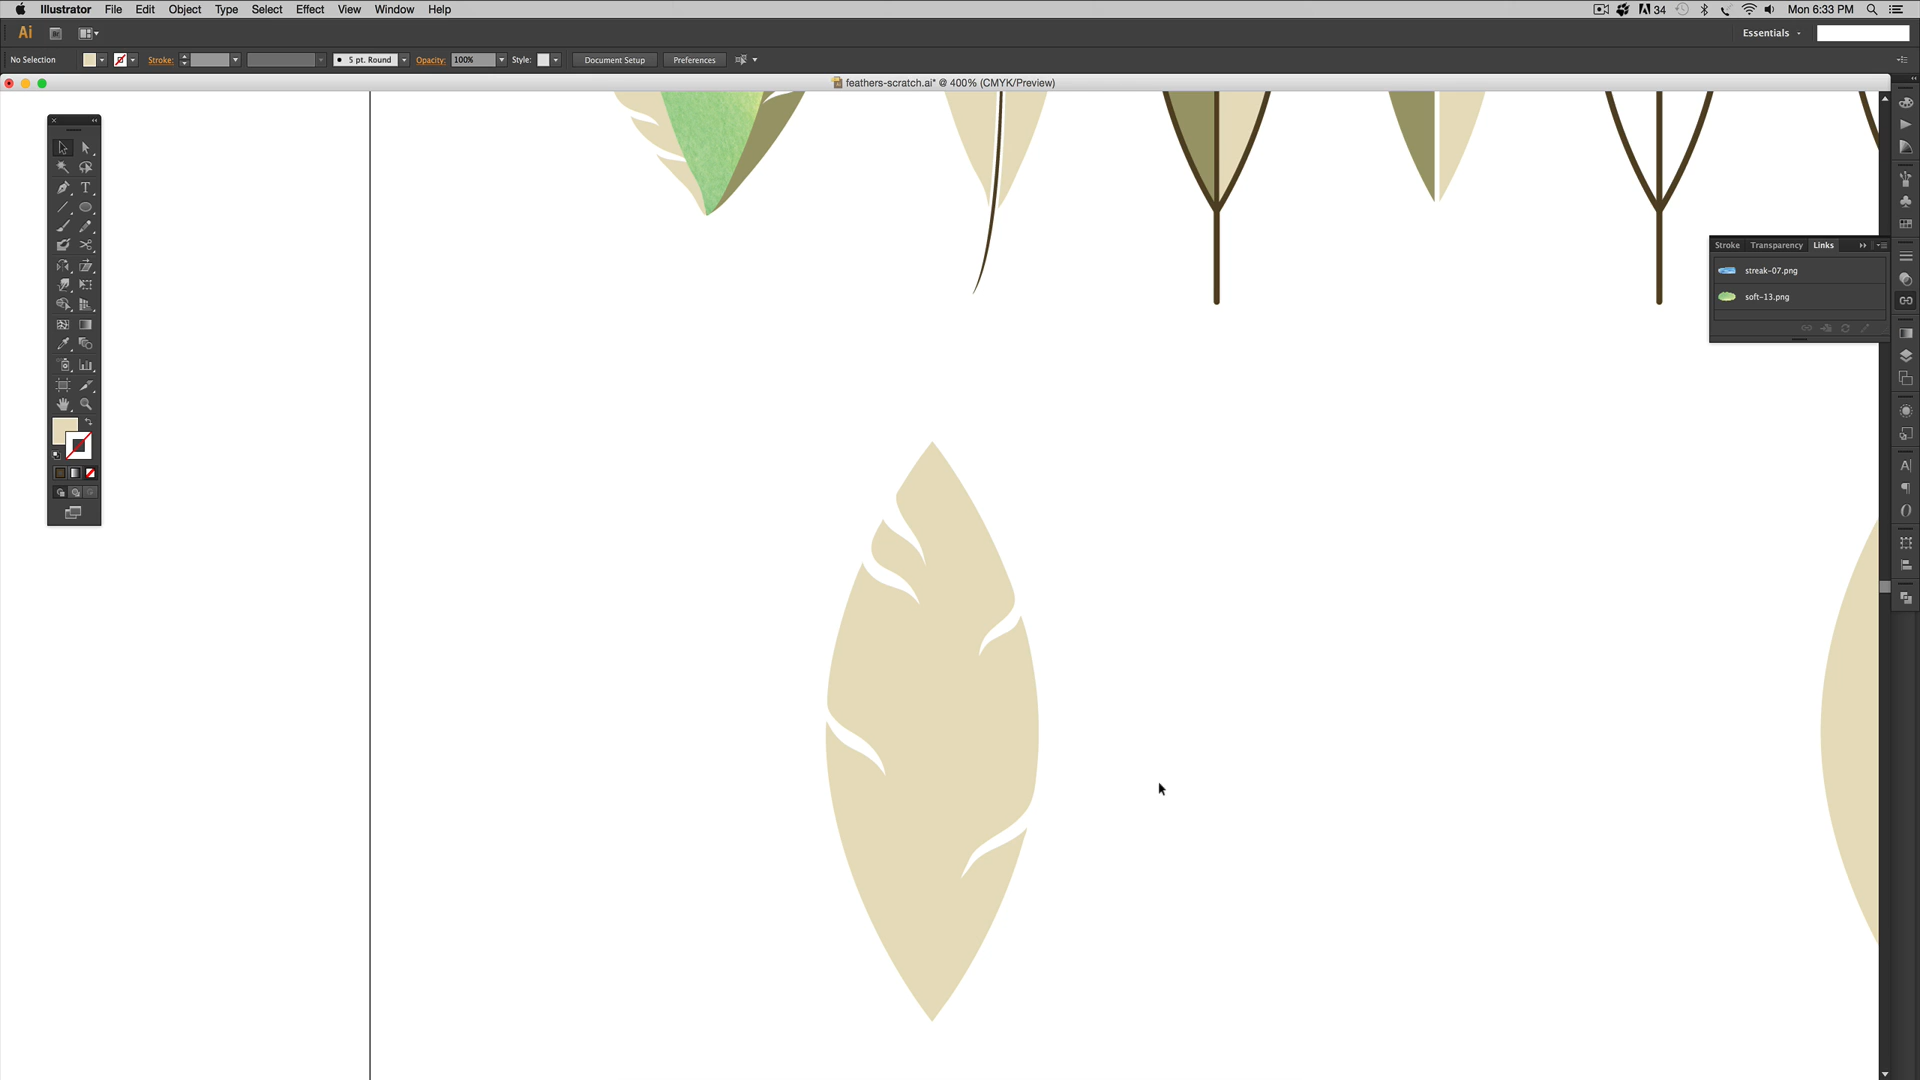 Illustrator File Edit Object Type Select Effect View Window Help
34 Mon 6:33 PM
Ai Br Essentials
No Selection Stroke: 5 pt. Round Opacity: 100% Style: Document Setup Preferences
feathers-scratch.ai* @ 400% (CMYK/Preview)
Stroke Transparency Links
streak-07.png
soft-13.png